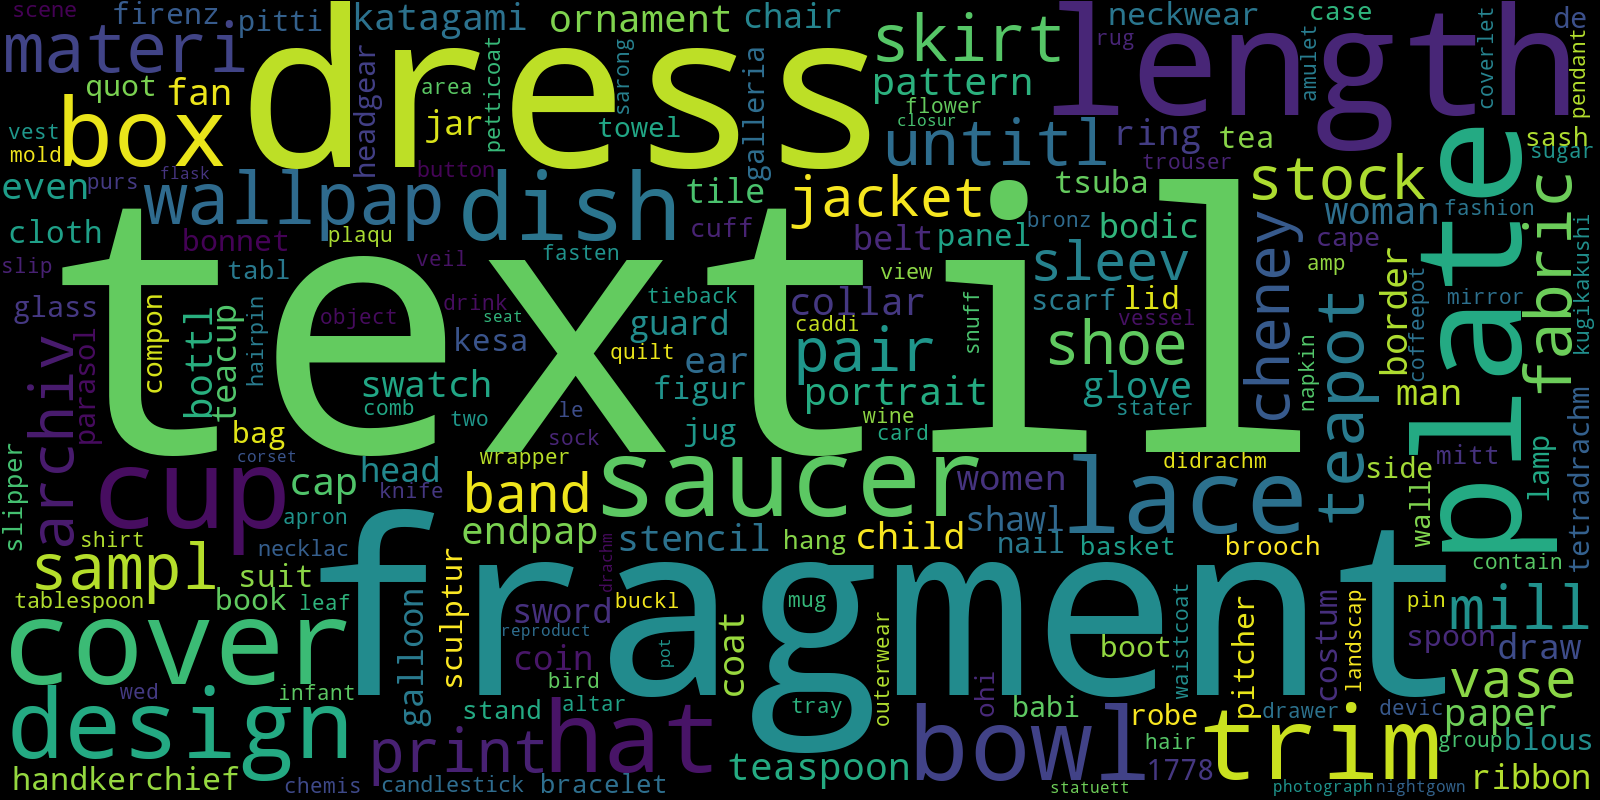 scene
firenz
pitti
katagami
ornament
chair
neckwear
case
de
materi
dress
skirt
length
rug
amulet
coverlet
pendante
quot
fan
headgear
area
petticoat
sarong
galleria
pattern
flower
closur
vest
mold
box
jar
towel
untitl
ring
tea
sash
sugar
trouser
even
purs
flask
wallpap
button
dish
tile
jacket
tsuba
stock
plate
fabric
woman
fashion
cloth
bonnet
plaqu
cuff
belt
panel
bronz
bodic
cheney
cape
kugikakushi
slip
tabl
veil
fasten
textil
view
sleev
amp
border
coffeepot
mirror
glass
compon
bottl
teacup
hairpin
object
drink
seat
tieback
collar
scarf
lid
vessel
teapot
archiv
parasol
kesa
guard
caddi
snuff
quilt
pair
shoe
swatch
ear
figur
portrait
glove
napkin
man
comb
two
le
wine
stater
bag
sock
jug
card
slipper
corset
cup
cap
head
wrapper
saucer
women
didrachm
side
mitt
lamp
tetradrachm
walle
knife
band
lace
apron
shawl
shirt
necklac
endpap
stencil
hang
child
nail
basket
brooch
contain
sampl
suit
fragment
drachm
tablespoon
book
leaf
galloon
sculptur
sword
buckl
mug
waistcoat
pitcher
costum
landscap
pin
mill
cover
reproduct
coin
pot
coat
outerwear
boot
spoon
draw
wed
infant
bird
altar
tray
ohi
babi
robe
drawer
devic
vase
design
stand
print
hat
bowl
hair
trim
paper
group
blous
handkerchief
chemis
candlestick
bracelet
teaspoon
statuett
1778
photograph
nightgown
ribbon